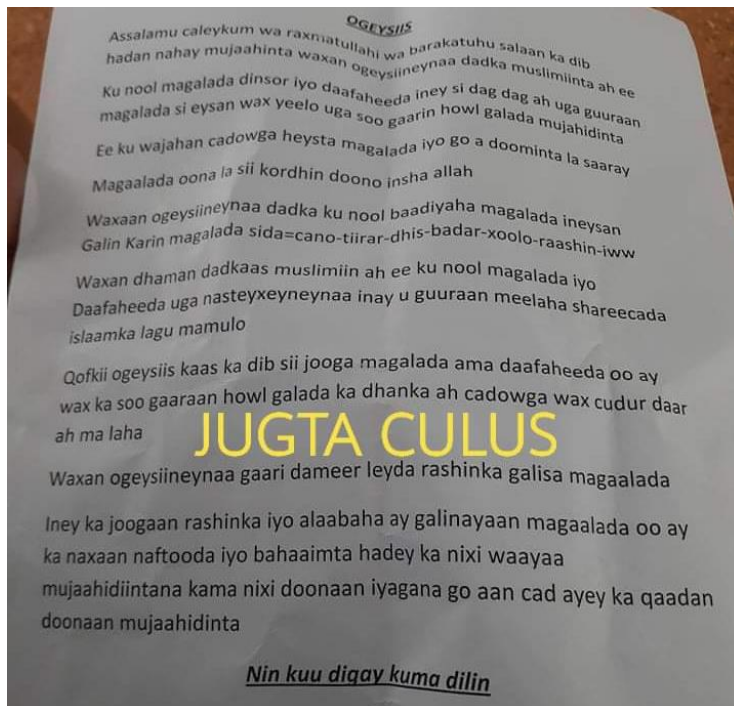 OGEYSIIS
Assalamu caleykum wa raxmatullahi wa barakatuhu salaan ka dib
hadan nahay mujaahinta waxan ogeysiineynaa dadka muslimiinta ah ee
Ku nool magalada dinsor iyo daafaheeda iney si dag dag ah uga guuraan
magalada si eysan wax yeelo uga soo gaarin howl galada mujahidinta
Ee ku wajahan cadowga heysta magalada iyo go a doominta la saaray
Magaalada oona la sii kordhin doono insha allah
Waxaan ogeysiineynaa dadka ku nool baadiyaha magalada ineysan
Galin Karin magalada sida=cano-tiirar-dhis-badar-xoolo-raashin-iww
Waxan dhaman dadkaas muslimiin ah ee ku nool magalada iyo
Daafaheeda uga nasteyxeyneynaa inay u guuraan meelaha shareecada
islaamka lagu mamulo
Qofkii ogeysiis kaas ka dib sii jooga magalada ama daafaheeda oo ay
wax ka soo gaaraan howl galada ka dhanka ah cadowga wax cudur daar
ah ma laha
JUGTA CULUS
Waxan ogeysiineynaa gaari dameer leyda rashinka galisa magaalada
Iney ka joogaan rashinka iyo alaabaha ay galinayaan magaalada oo ay
ka naxaan naftooda iyo bahaaimta hadey ka nixi waayaa
mujaahidiintana kama nixi doonaan iyagana go aan cad ayey ka qaadan
doonaan mujaahidinta
Nin kuu digay kuma dilin